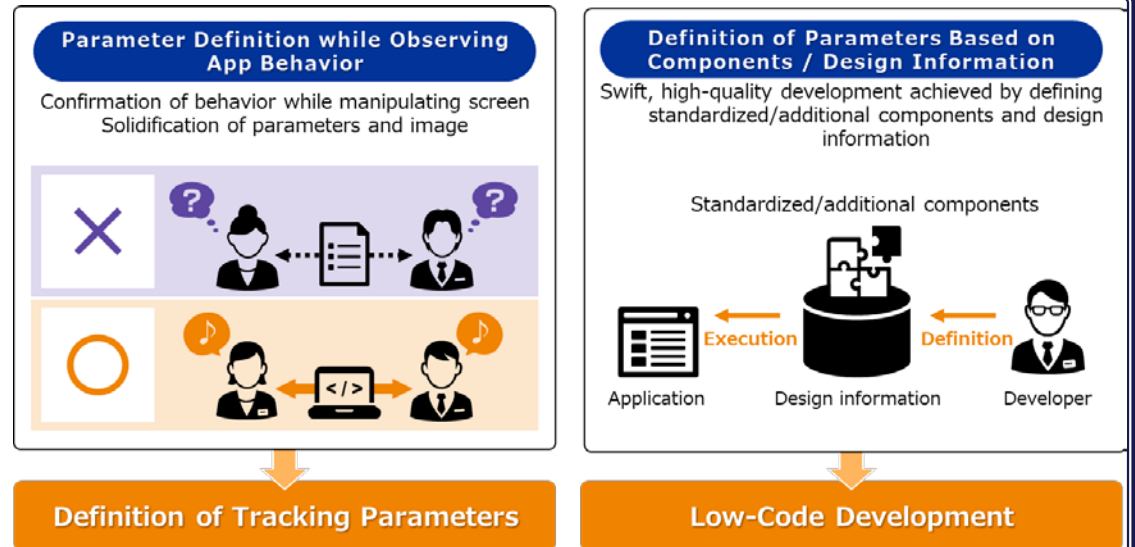 Parameter Definition while Observing
App Behavior
Confirmation of behavior while manipulating screen
Solidification of parameters and image
?
?
♪
♪
</>
Definition of Tracking Parameters
Definition of Parameters Based on
Components / Design Information
Swift, high-quality development achieved by defining
standardized/additional components and design
information
Standardized/additional components
Execution
Definition
Application
Design information
Developer
Low-Code Development